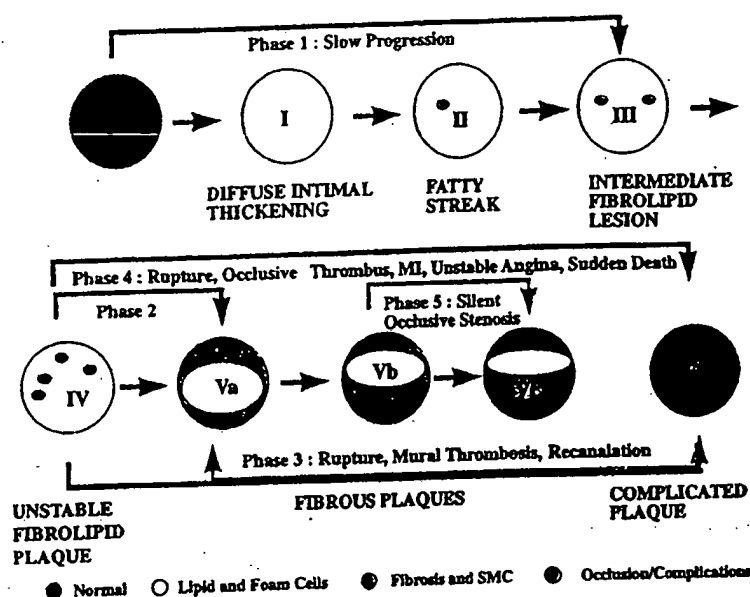 Phase 1 : Slow Progression
I II III
DIFFUSE INTIMAL
THICKENING
FATTY
STREAK
INTERMEDIATE
FIBROLIPID
LESION
Phase 4 : Rupture, Occlusive Thrombus, MI, Unstable Angina, Sudden Death
Phase 2
Phase 5 : Silent
Occlusive Stenosis
IV Va Vb
Phase 3 : Rupture, Mural Thrombosis, Recanalation
UNSTABLE
FIBROLIPID
PLAQUE
FIBROUS PLAQUES
COMPLICATED
PLAQUE
Normal Lipid and Foam Cells Fibrosis and SMC Occlusion/Complications